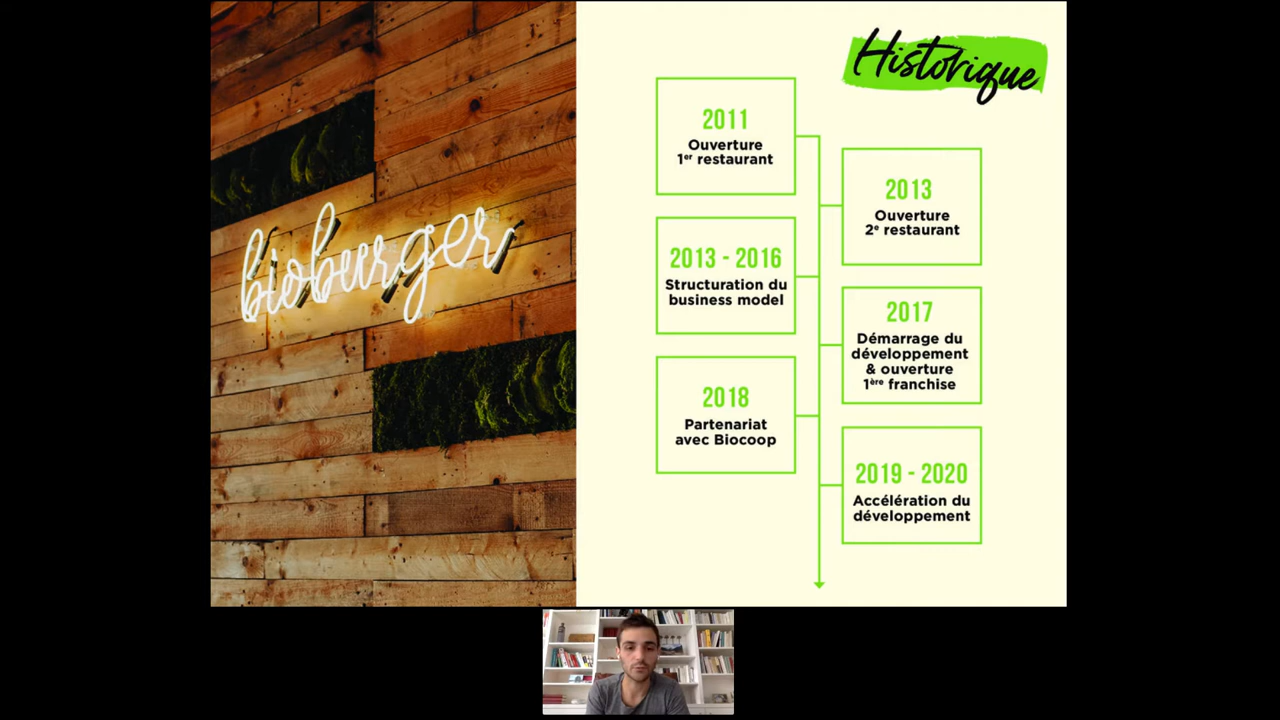 bioburger
Historique
2011
Ouverture
1er restaurant
2013
Ouverture
2e restaurant
2013 - 2016
Structuration du
business model
2017
Démarrage du
développement
& ouverture
1ère franchise
2018
Partenariat
avec Biocoop
2019 - 2020
Accélération du
développement